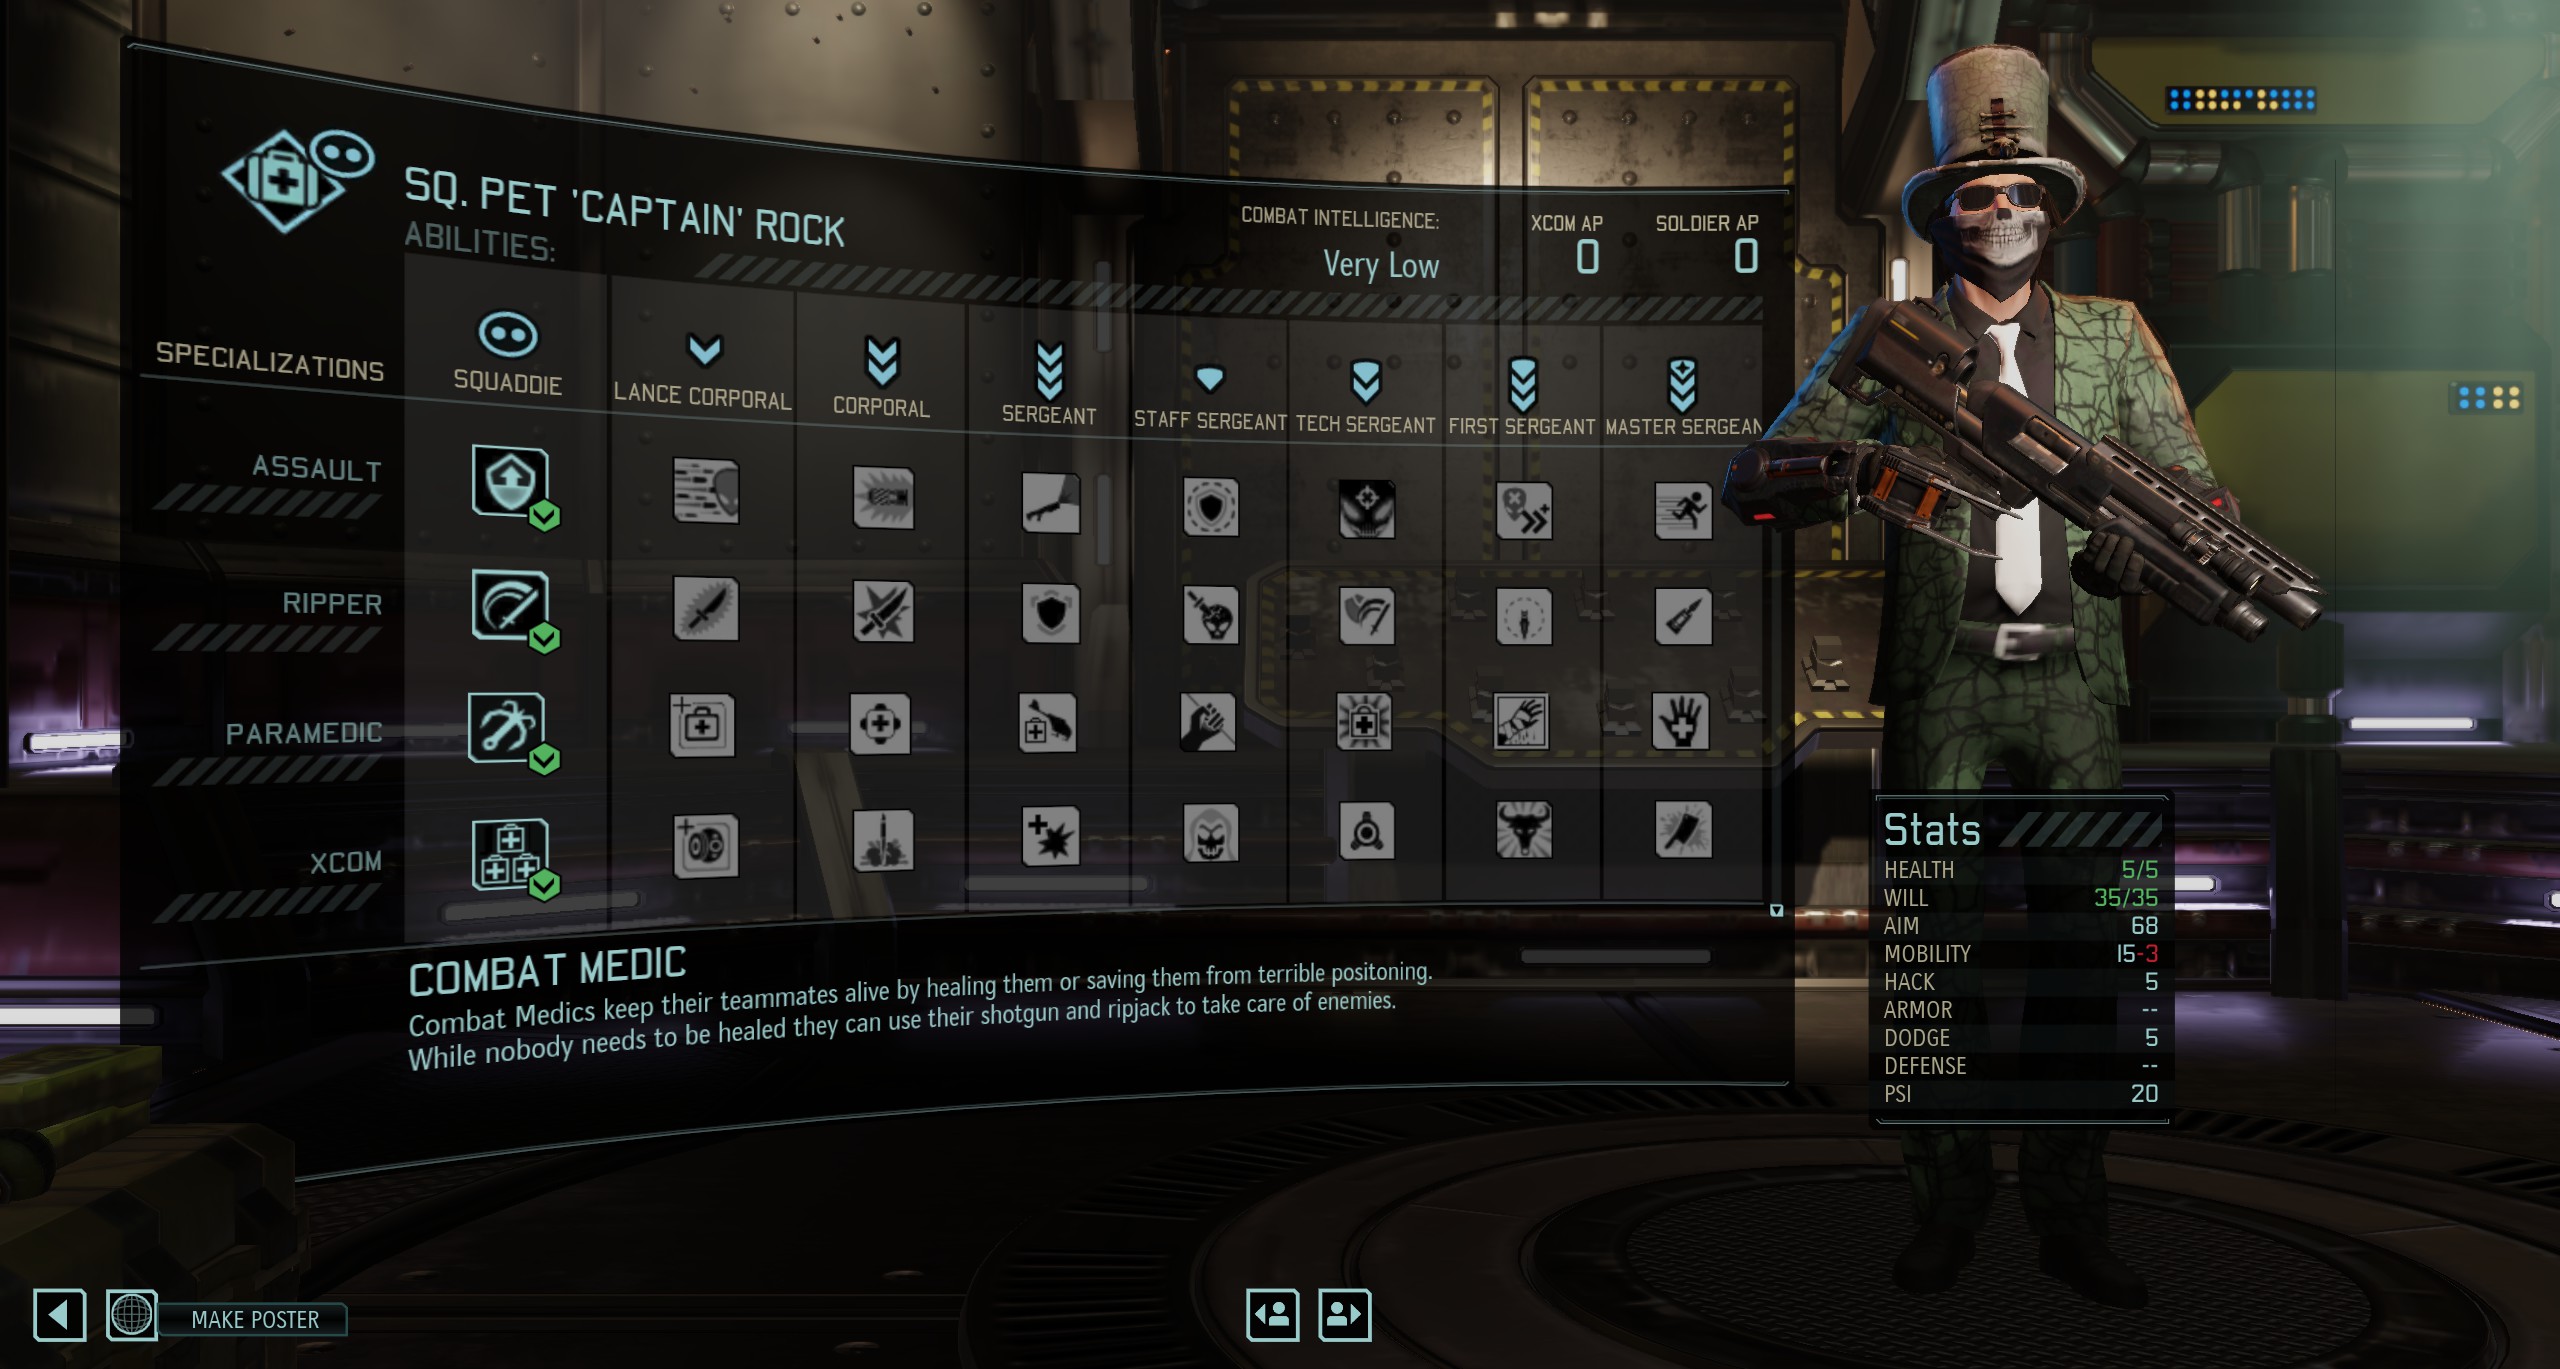 SQ. PET 'CAPTAIN' ROCK
ABILITIES:
COMBAT INTELLIGENCE:
Very Low
XCOM AP
0
SOLDIER AP
0
SPECIALIZATIONS
SQUADDIE
LANCE CORPORAL
CORPORAL
SERGEANT
STAFF SERGEANT
TECH SERGEANT
FIRST SERGEANT
MASTER SERGEAN
ASSAULT
RIPPER
PARAMEDIC
XCOM
COMBAT MEDIC
Combat Medics keep their teammates alive by healing them or saving them from terrible positoning.
While nobody needs to be healed they can use their shotgun and ripjack to take care of enemies.
Stats
HEALTH 5/5
WILL 35/35
AIM 68
MOBILITY 15-3
HACK 5
ARMOR --
DODGE 5
DEFENSE --
PSI 20
MAKE POSTER